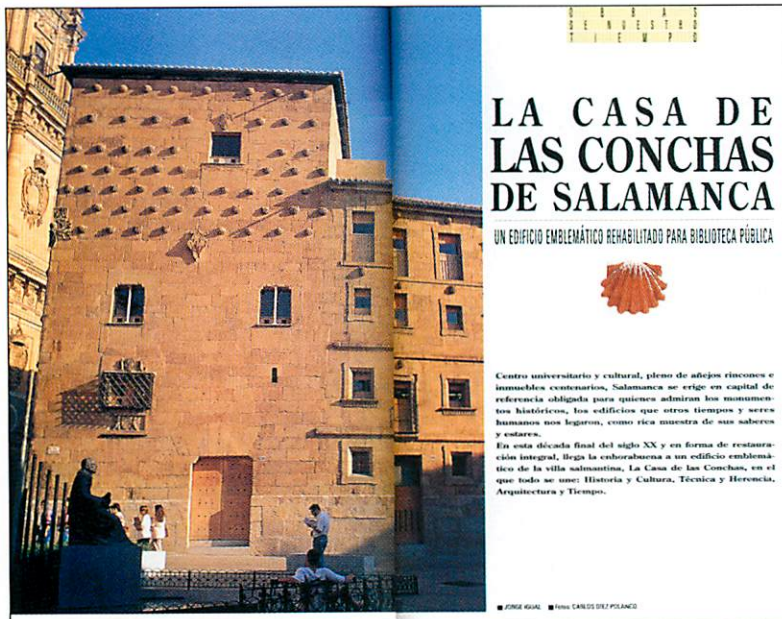 OBRAS
DE NUESTRO
TIEMPO
LA CASA DE
LAS CONCHAS
DE SALAMANCA
UN EDIFICIO EMBLEMÁTICO REHABILITADO PARA BIBLIOTECA PÚBLICA
Centro universitario y cultural, pleno de añejos rincones e
inmuebles centenarios, Salamanca se erige en capital de
referencia obligada para quienes admiran los monumen-
tos históricos, los edificios que otros tiempos y seres
humanos nos legaron, como rica muestra de sus saberes
y estares.
En esta década final del siglo XX y en forma de restaura-
ción integral, llega la enhorabuena a un edificio emblemá-
tico de la villa salmantina, La Casa de las Conchas, en el
que todo se une: Historia y Cultura, Técnica y Herencia,
Arquitectura y Tiempo.
JORGE IGUAL Fotos: CARLOS DIEZ POLANCO